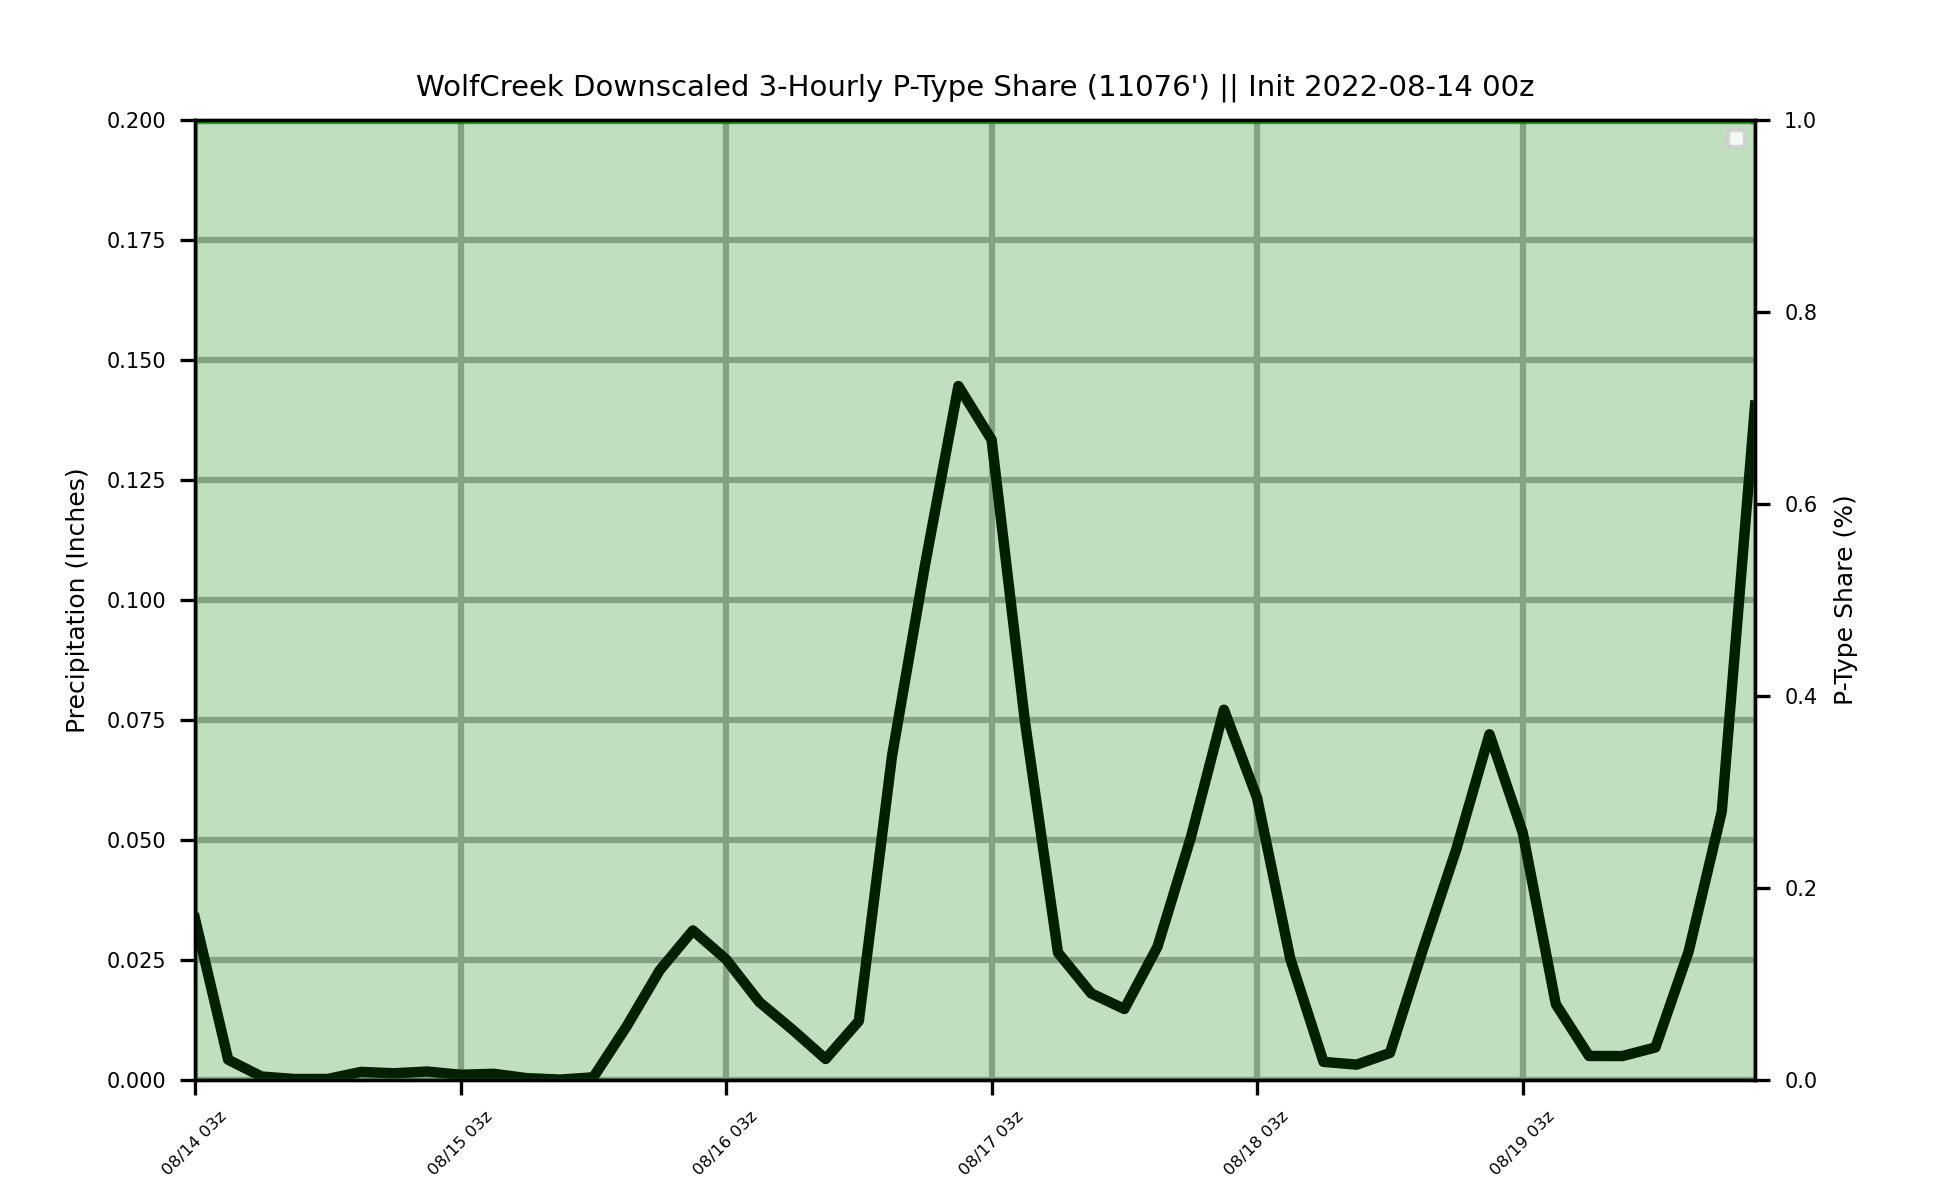 WolfCreek Downscaled 3-Hourly P-Type Share (11076') || Init 2022-08-14 00z
0.200
0.175
0.150
0.125
0.100
0.075
0.050
0.025
0.000
Precipitation (Inches)
1.0
0.8
0.6
0.4
0.2
0.0
P-Type Share (%)
08/14 03z
08/15 03z
08/16 03z
08/17 03z
08/18 03z
08/19 03z